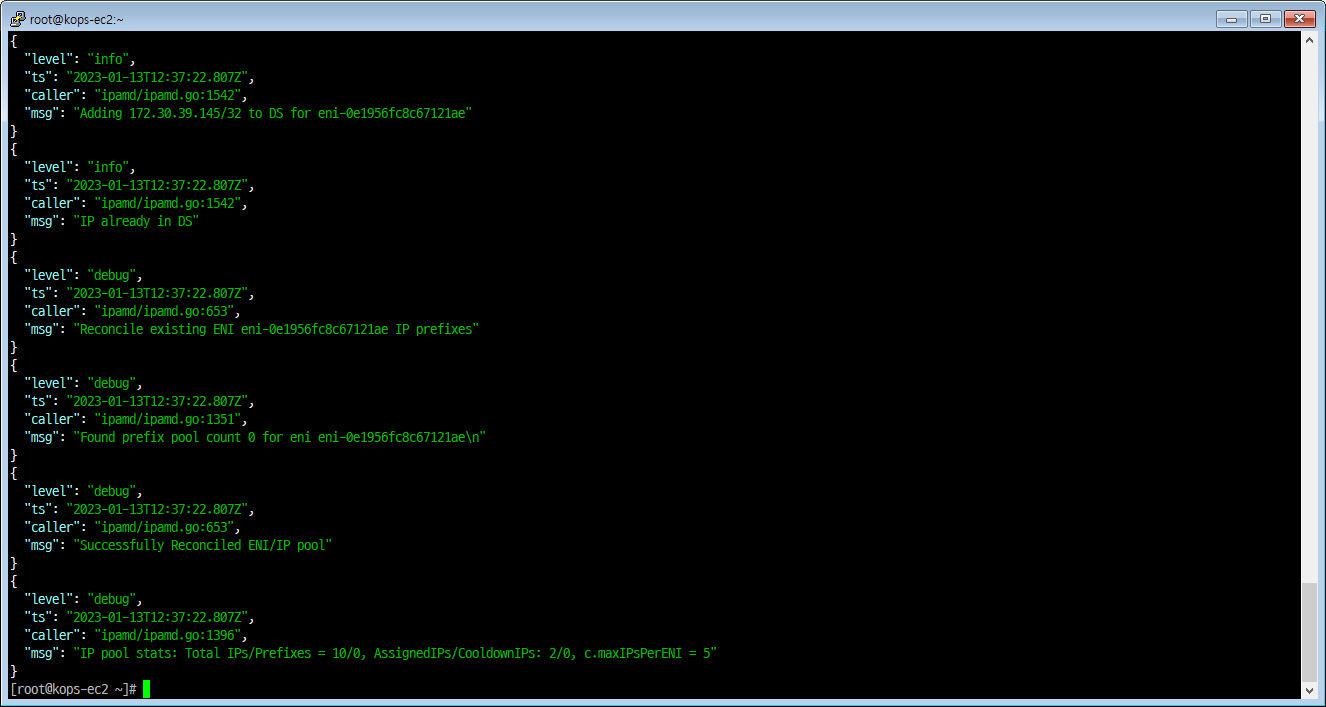 root@kops-ec2:~
{
  "level": "info",
  "ts": "2023-01-13T12:37:22.807Z",
  "caller": "ipamd/ipamd.go:1542",
  "msg": "Adding 172.30.39.145/32 to DS for eni-0e1956fc8c67121ae"
}
{
  "level": "info",
  "ts": "2023-01-13T12:37:22.807Z",
  "caller": "ipamd/ipamd.go:1542",
  "msg": "IP already in DS"
}
{
  "level": "debug",
  "ts": "2023-01-13T12:37:22.807Z",
  "caller": "ipamd/ipamd.go:653",
  "msg": "Reconcile existing ENI eni-0e1956fc8c67121ae IP prefixes"
}
{
  "level": "debug",
  "ts": "2023-01-13T12:37:22.807Z",
  "caller": "ipamd/ipamd.go:1351",
  "msg": "Found prefix pool count 0 for eni eni-0e1956fc8c67121ae\n"
}
{
  "level": "debug",
  "ts": "2023-01-13T12:37:22.807Z",
  "caller": "ipamd/ipamd.go:653",
  "msg": "Successfully Reconciled ENI/IP pool"
}
{
  "level": "debug",
  "ts": "2023-01-13T12:37:22.807Z",
  "caller": "ipamd/ipamd.go:1396",
  "msg": "IP pool stats: Total IPs/Prefixes = 10/0, AssignedIPs/CooldownIPs: 2/0, c.maxIPsPerENI = 5"
}
[root@kops-ec2 ~]#